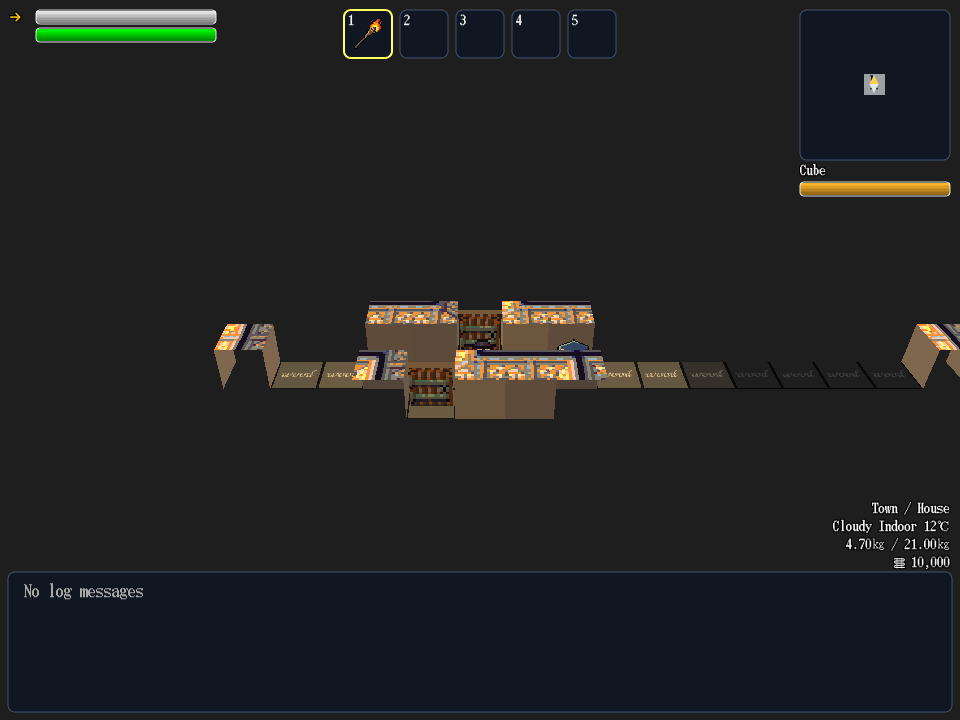 1 2 3 4 5
Cube
wood wood wood wood wood wood wood wood
Town / House
Cloudy Indoor 12℃
4.70kg / 21.00kg
10,000
No log messages